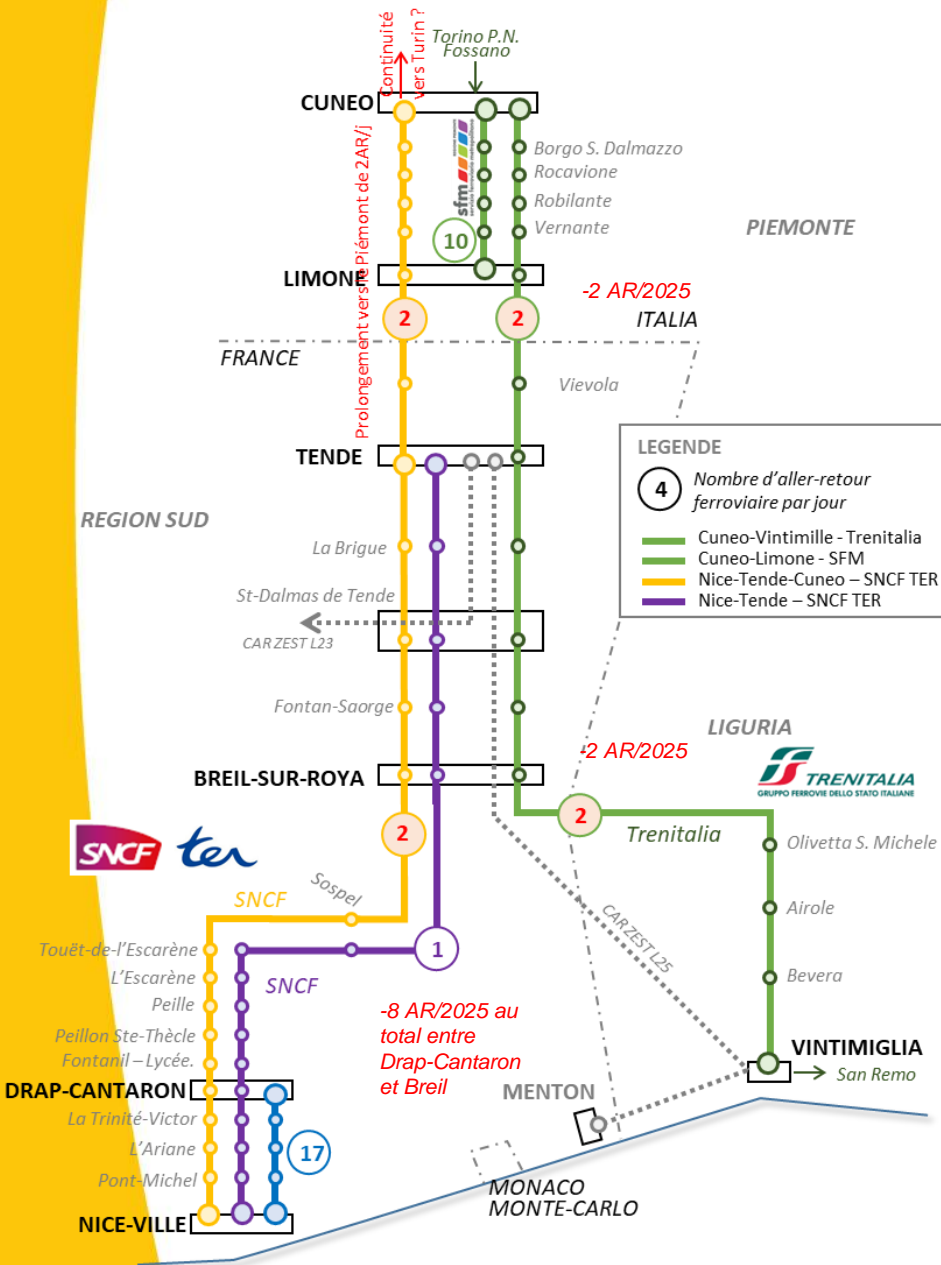 Continuité
vers Turin ?
Torino P.N.
Fossano
CUNEO
Prolongement vers le Piémont de 2AR/j
sfm
servizio ferroviario metropolitano
Borgo S. Dalmazzo
Rocavione
Robilante
Vernante
10
PIEMONTE
LIMONE
-2 AR/2025
2
2
ITALIA
FRANCE
Vievola
TENDE
LEGENDE
4
Nombre d'aller-retour
ferroviaire par jour
Cuneo-Vintimille - Trenitalia
Cuneo-Limone - SFM
Nice-Tende-Cuneo – SNCF TER
Nice-Tende – SNCF TER
REGION SUD
La Brigue
St-Dalmas de Tende
CAR ZEST L23
Fontan-Saorge
LIGURIA
-2 AR/2025
TRENITALIA
GRUPPO FERROVIE DELLO STATO ITALIANE
BREIL-SUR-ROYA
2
2
Trenitalia
Olivetta S. Michele
SNCF
ter
Sospel
SNCF
Airole
CAR ZEST L25
Touët-de-l'Escarène
1
L'Escarène
SNCF
Bevera
Peille
-8 AR/2025 au
total entre
Drap-Cantaron
et Breil
Peillon Ste-Thècle
Fontanil – Lycée.
VINTIMIGLIA
San Remo
DRAP-CANTARON
MENTON
La Trinité-Victor
L'Ariane
17
Pont-Michel
MONACO
MONTE-CARLO
NICE-VILLE